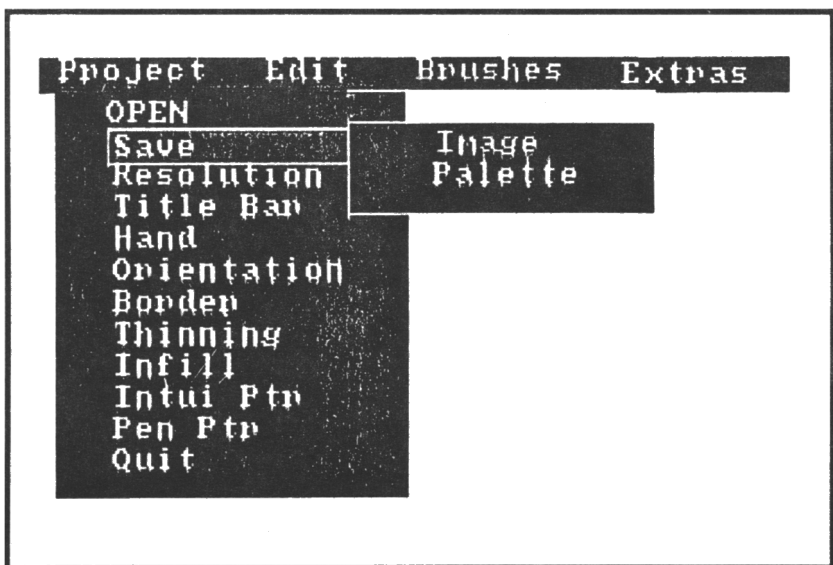 Project Edit Brushes Extras
OPEN
Save
Image
Resolution
Palette
Title Bar
Hand
Orientation
Border
Thinning
Infill
Intui Ptr
Pen Ptr
Quit